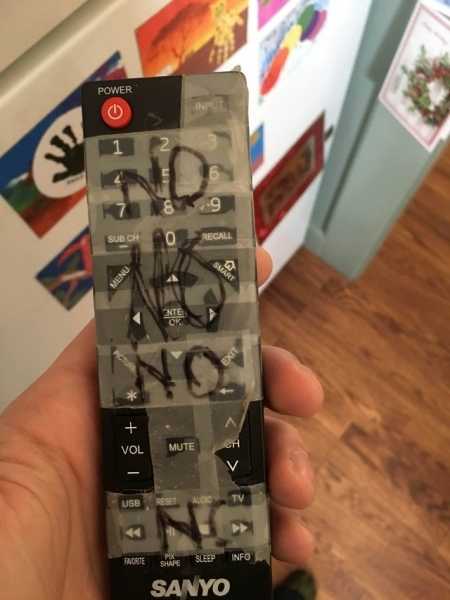 POWER
INPUT
1 2 3
4 5 6
NO
7 8 9
SUB CH 0 RECALL
MENU SMART
NO
ENTER
OK
PICTURE EXIT
NO
*
+
VOL MUTE CH
−
USB RESET AUDIO TV
NO
FAVORITE PIX SHAPE SLEEP INFO
SANYO